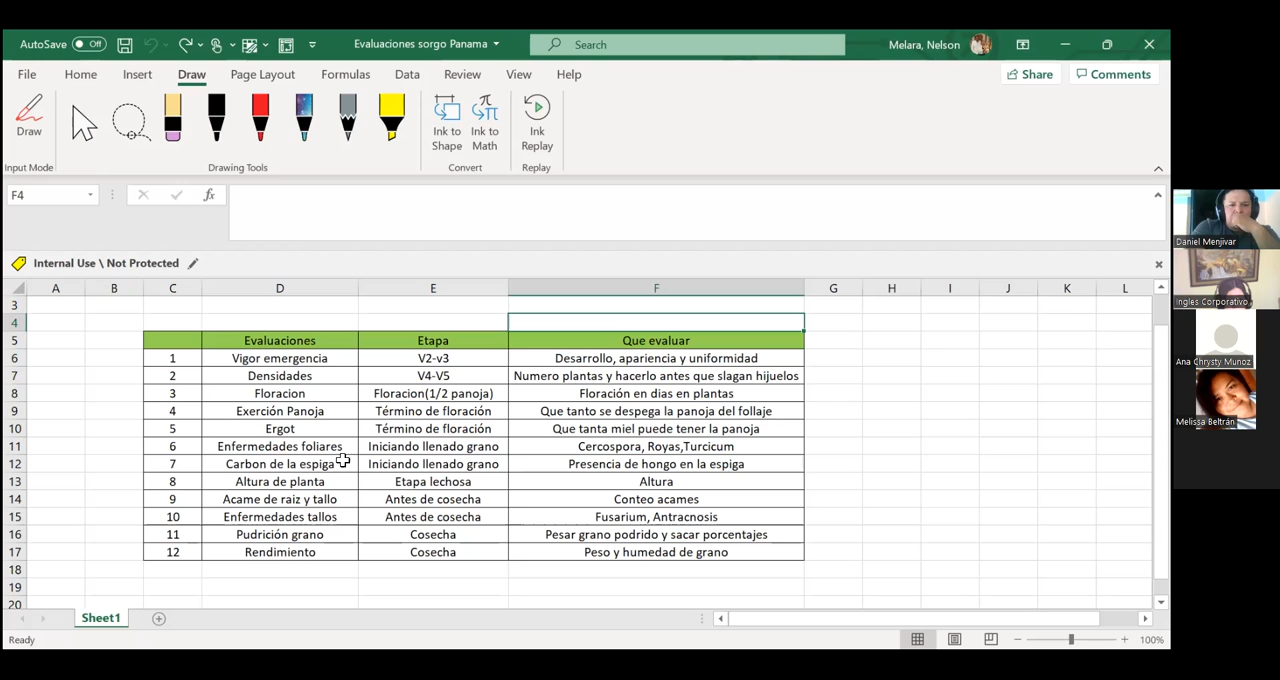 AutoSave Off Evaluaciones sorgo Panama Search Melara, Nelson
File Home Insert Draw Page Layout Formulas Data Review View Help Share Comments
Draw Ink to Shape Ink to Math Ink Replay
Input Mode Drawing Tools Convert Replay
F4 fx
Internal Use \ Not Protected
A B C D E F G H I J K L
3
4
5 Evaluaciones Etapa Que evaluar
6 1 Vigor emergencia V2-v3 Desarrollo, apariencia y uniformidad
7 2 Densidades V4-V5 Numero plantas y hacerlo antes que slagan hijuelos
8 3 Floracion Floracion(1/2 panoja) Floración en dias en plantas
9 4 Exerción Panoja Término de floración Que tanto se despega la panoja del follaje
10 5 Ergot Término de floración Que tanta miel puede tener la panoja
11 6 Enfermedades foliares Iniciando llenado grano Cercospora, Royas,Turcicum
12 7 Carbon de la espiga Iniciando llenado grano Presencia de hongo en la espiga
13 8 Altura de planta Etapa lechosa Altura
14 9 Acame de raiz y tallo Antes de cosecha Conteo acames
15 10 Enfermedades tallos Antes de cosecha Fusarium, Antracnosis
16 11 Pudrición grano Cosecha Pesar grano podrido y sacar porcentajes
17 12 Rendimiento Cosecha Peso y humedad de grano
18
19
20
Sheet1
Ready 100%
Daniel Menjivar
Ingles Corporativo
Ana Chrysty Munoz
Melissa Beltrán